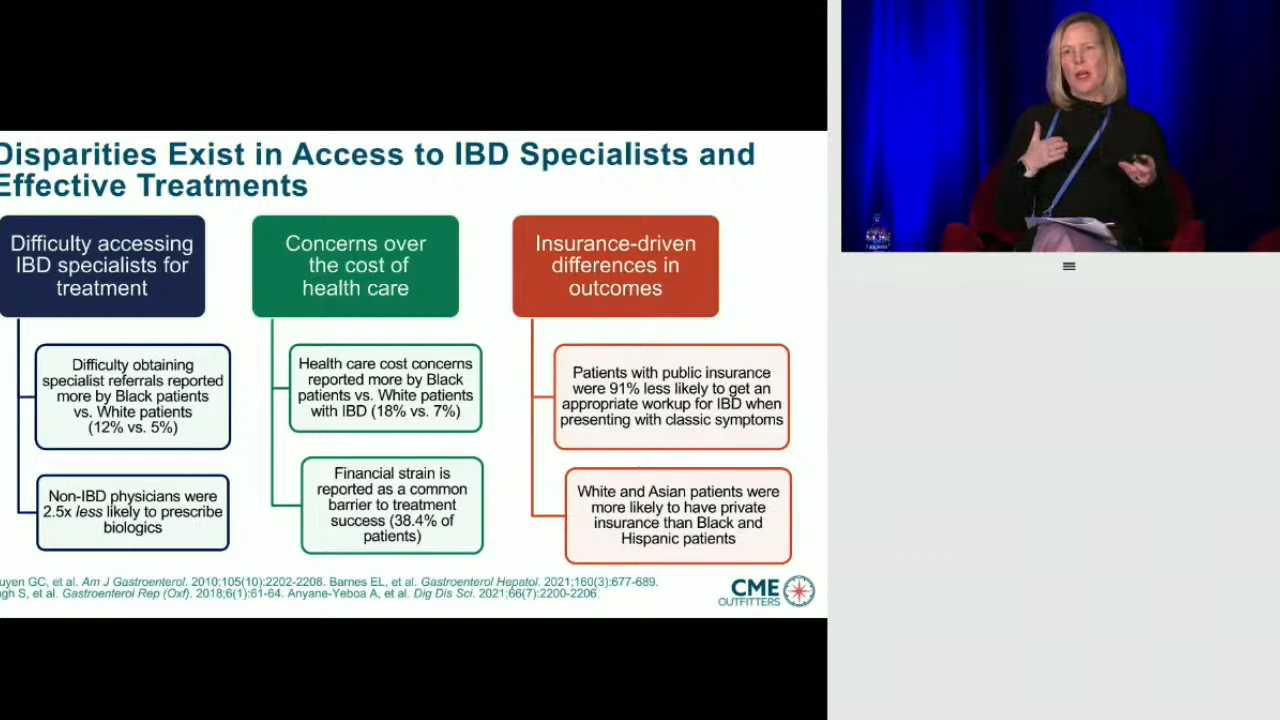 Disparities Exist in Access to IBD Specialists and
Effective Treatments
Difficulty accessing
IBD specialists for
treatment
Difficulty obtaining
specialist referrals reported
more by Black patients
vs. White patients
(12% vs. 5%)
Non-IBD physicians were
2.5x less likely to prescribe
biologics
Concerns over
the cost of
health care
Health care cost concerns
reported more by Black
patients vs. White patients
with IBD (18% vs. 7%)
Financial strain is
reported as a common
barrier to treatment
success (38.4% of
patients)
Insurance-driven
differences in
outcomes
Patients with public insurance
were 91% less likely to get an
appropriate workup for IBD when
presenting with classic symptoms
White and Asian patients were
more likely to have private
insurance than Black and
Hispanic patients
uyen GC, et al. Am J Gastroenterol. 2010;105(10):2202-2208. Barnes EL, et al. Gastroenterol Hepatol. 2021;160(3):677-689.
gh S, et al. Gastroenterol Rep (Oxf). 2018;6(1):61-64. Anyane-Yeboa A, et al. Dig Dis Sci. 2021;66(7):2200-2206.
CME
OUTFITTERS